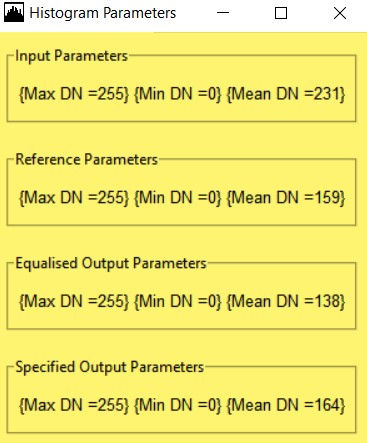 Histogram Parameters
Input Parameters
{Max DN =255} {Min DN =0} {Mean DN =231}
Reference Parameters
{Max DN =255} {Min DN =0} {Mean DN =159}
Equalised Output Parameters
{Max DN =255} {Min DN =0} {Mean DN =138}
Specified Output Parameters
{Max DN =255} {Min DN =0} {Mean DN =164}